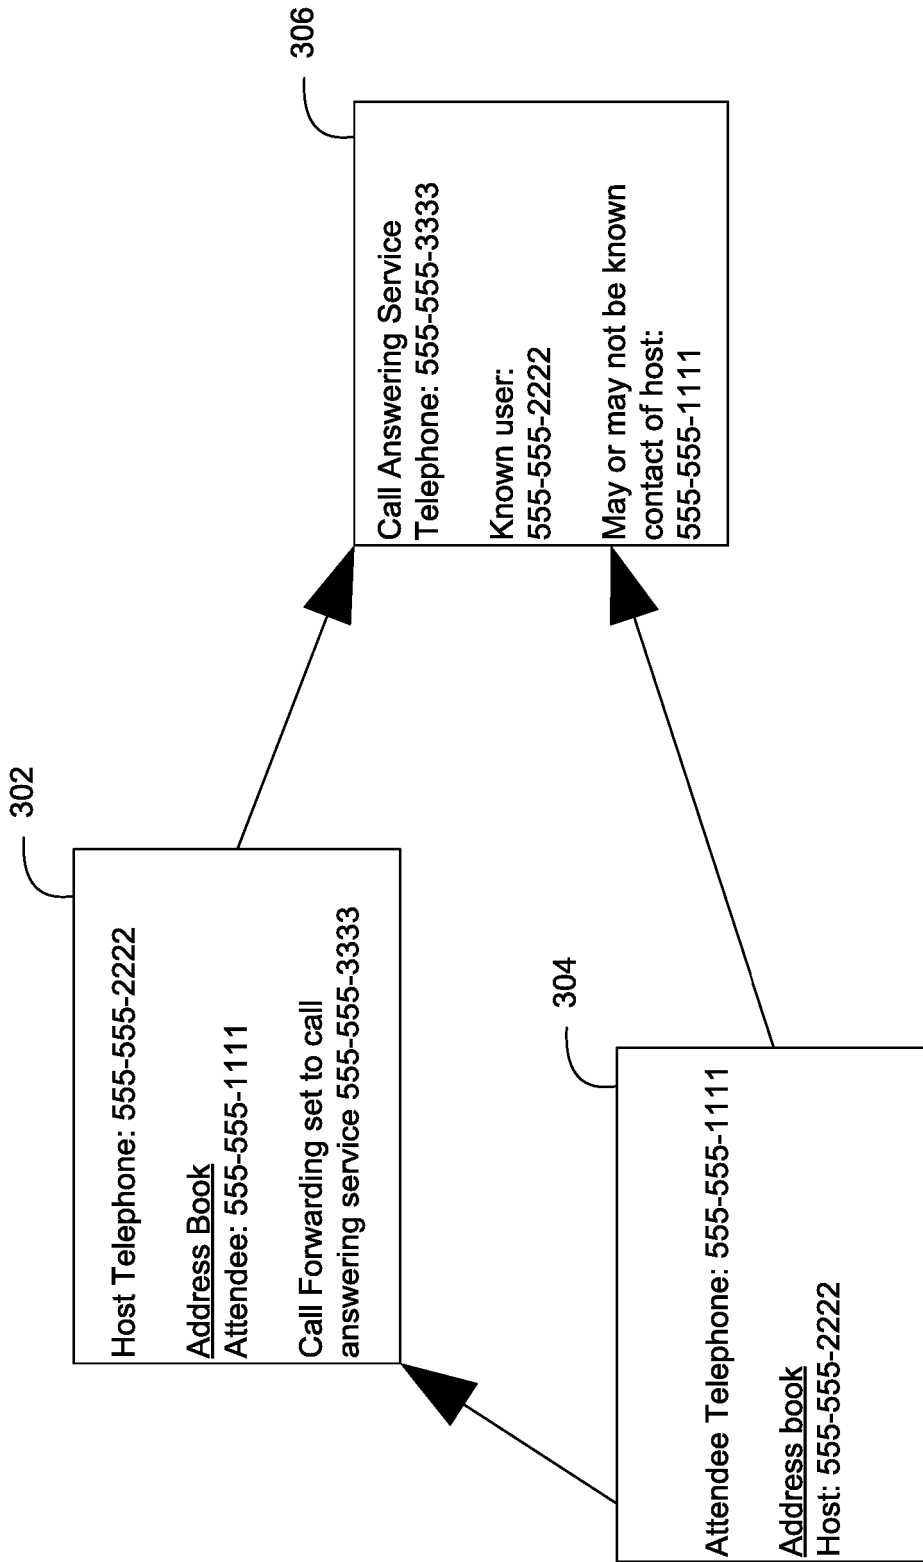 302
Host Telephone: 555-555-2222
Address Book
Attendee: 555-555-1111
Call Forwarding set to call
answering service 555-555-3333
304
Attendee Telephone: 555-555-1111
Address book
Host: 555-555-2222
306
Call Answering Service
Telephone: 555-555-3333
Known user:
555-555-2222
May or may not be known
contact of host:
555-555-1111